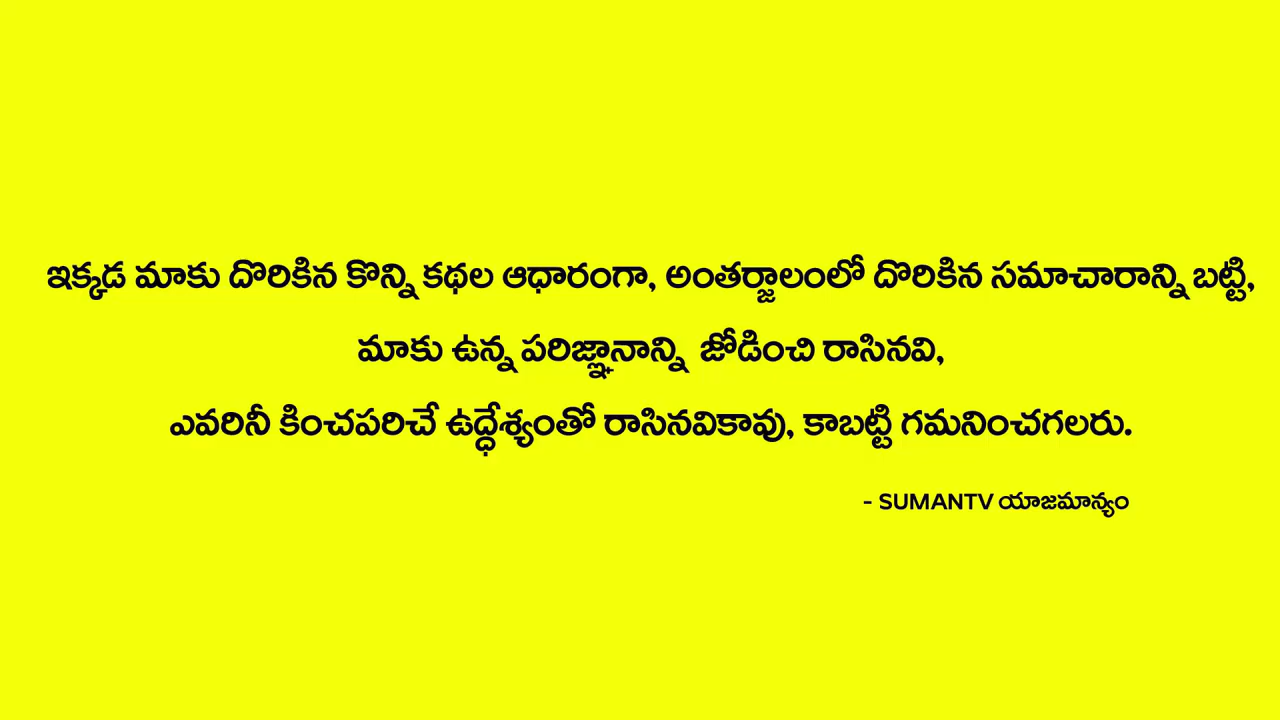 ఇక్కడ మాకు దొరికిన కొన్ని కథల ఆధారంగా, అంతర్జాలంలో దొరికిన సమాచారాన్ని బట్టి,
మాకు ఉన్న పరిజ్ఞానాన్ని జోడించి రాసినవి,
ఎవరినీ కించపరిచే ఉద్ధేశ్యంతో రాసినవికావు, కాబట్టి గమనించగలరు.
- SUMANTV యాజమాన్యం